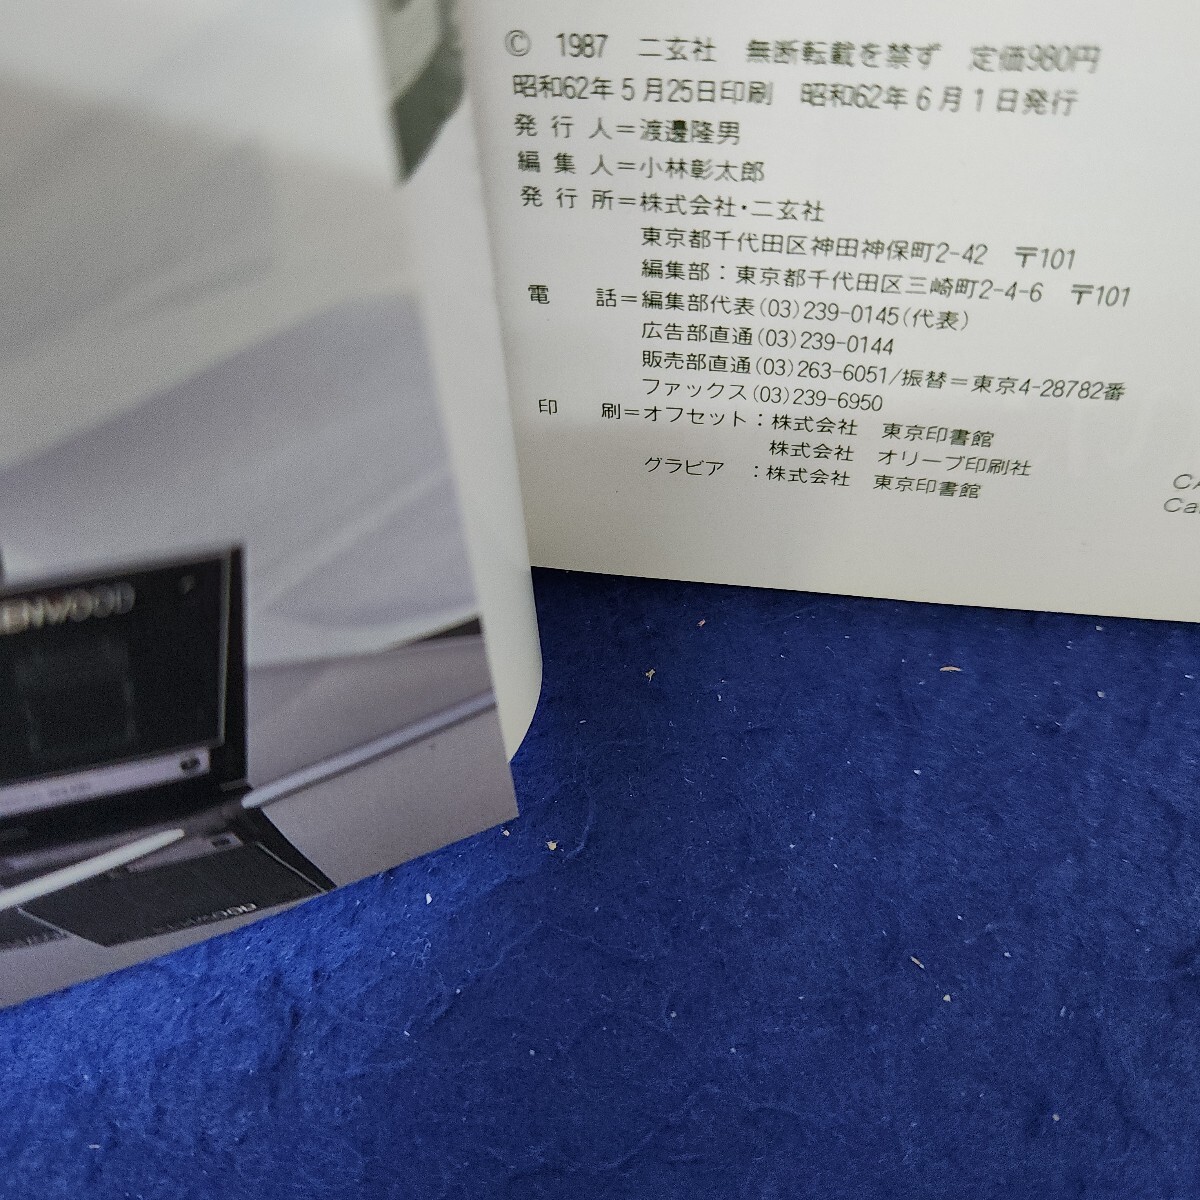 © 1987 二玄社 無断転載を禁ず 定価980円
昭和62年5月25日印刷 昭和62年6月1日発行
発行人=渡邊隆男
編集人=小林彰太郎
発行所=株式会社・二玄社
東京都千代田区神田神保町2-42 〒101
編集部:東京都千代田区三崎町2-4-6 〒101
電話=編集部代表(03)239-0145(代表)
広告部直通(03)239-0144
販売部直通(03)263-6051/振替=東京4-28782番
ファックス(03)239-6950
印刷=オフセット:株式会社 東京印書館
株式会社 オリーブ印刷社
グラビア:株式会社 東京印書館
CA
Ca
ENWOOD